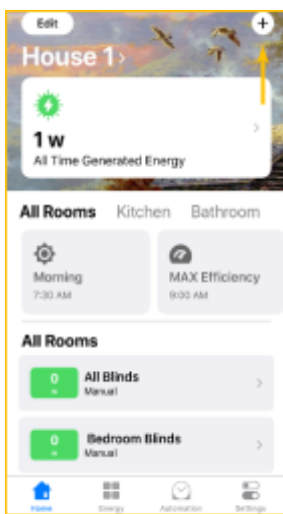 Edit
+
House 1 >
1 w
All Time Generated Energy
All Rooms Kitchen Bathroom
Morning
7:30 AM
MAX Efficiency
9:00 AM
All Rooms
0
All Blinds
Manual
0
Bedroom Blinds
Manual
Home Energy Automation Settings